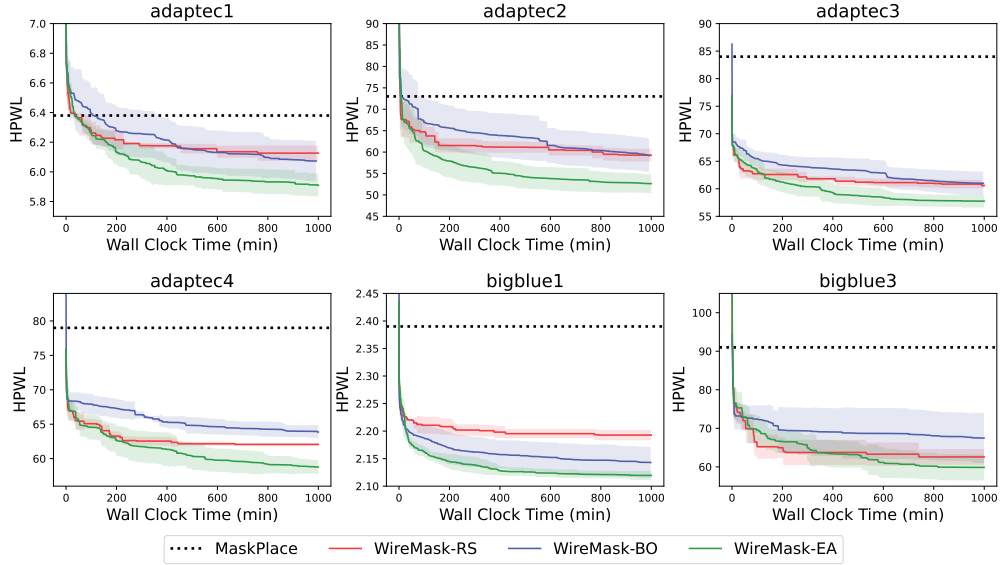 adaptec1
7.0
6.8
6.6
6.4
6.2
6.0
5.8
HPWL
0 200 400 600 800 1000
Wall Clock Time (min)
adaptec2
90
85
80
75
70
65
60
55
50
45
HPWL
0 200 400 600 800 1000
Wall Clock Time (min)
adaptec3
90
85
80
75
70
65
60
55
HPWL
0 200 400 600 800 1000
Wall Clock Time (min)
adaptec4
80
75
70
65
60
HPWL
0 200 400 600 800 1000
Wall Clock Time (min)
bigblue1
2.45
2.40
2.35
2.30
2.25
2.20
2.15
2.10
HPWL
0 200 400 600 800 1000
Wall Clock Time (min)
bigblue3
100
90
80
70
60
HPWL
0 200 400 600 800 1000
Wall Clock Time (min)
MaskPlace WireMask-RS WireMask-BO WireMask-EA